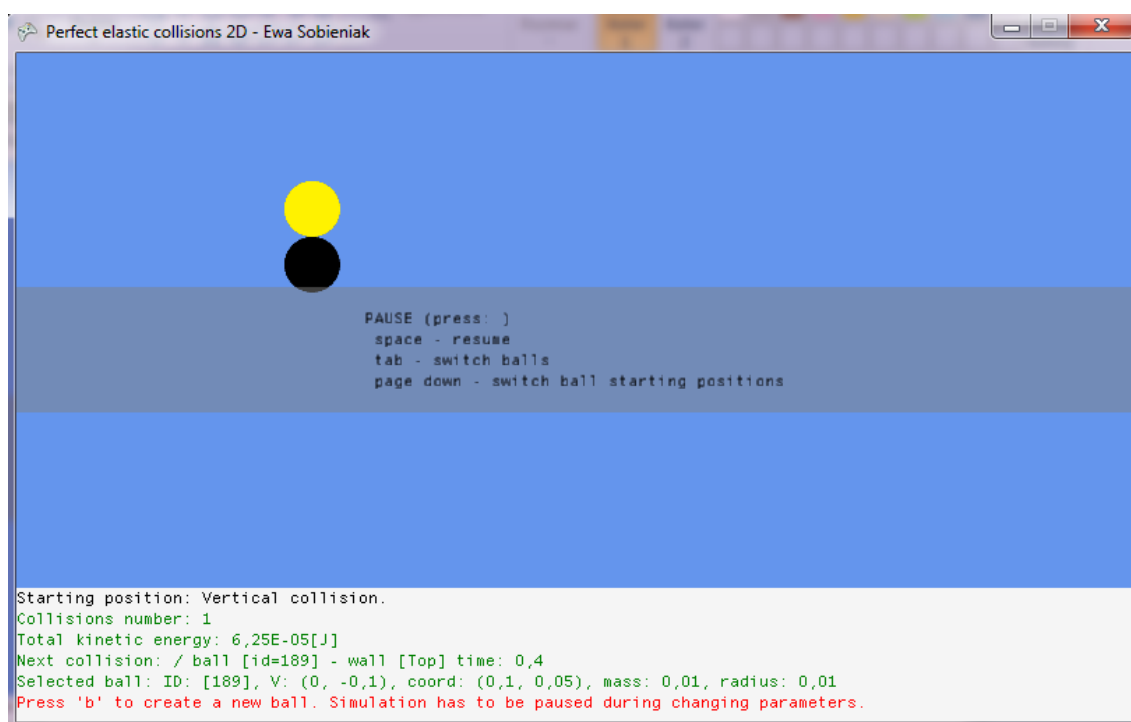 Perfect elastic collisions 2D - Ewa Sobieniak
PAUSE (press: )
space - resume
tab - switch balls
page down - switch ball starting positions
Starting position: Vertical collision.
Collisions number: 1
Total kinetic energy: 6,25E-05[J]
Next collision: / ball [id=189] - wall [Top] time: 0,4
Selected ball: ID: [189], V: (0, -0,1), coord: (0,1, 0,05), mass: 0,01, radius: 0,01
Press 'b' to create a new ball. Simulation has to be paused during changing parameters.